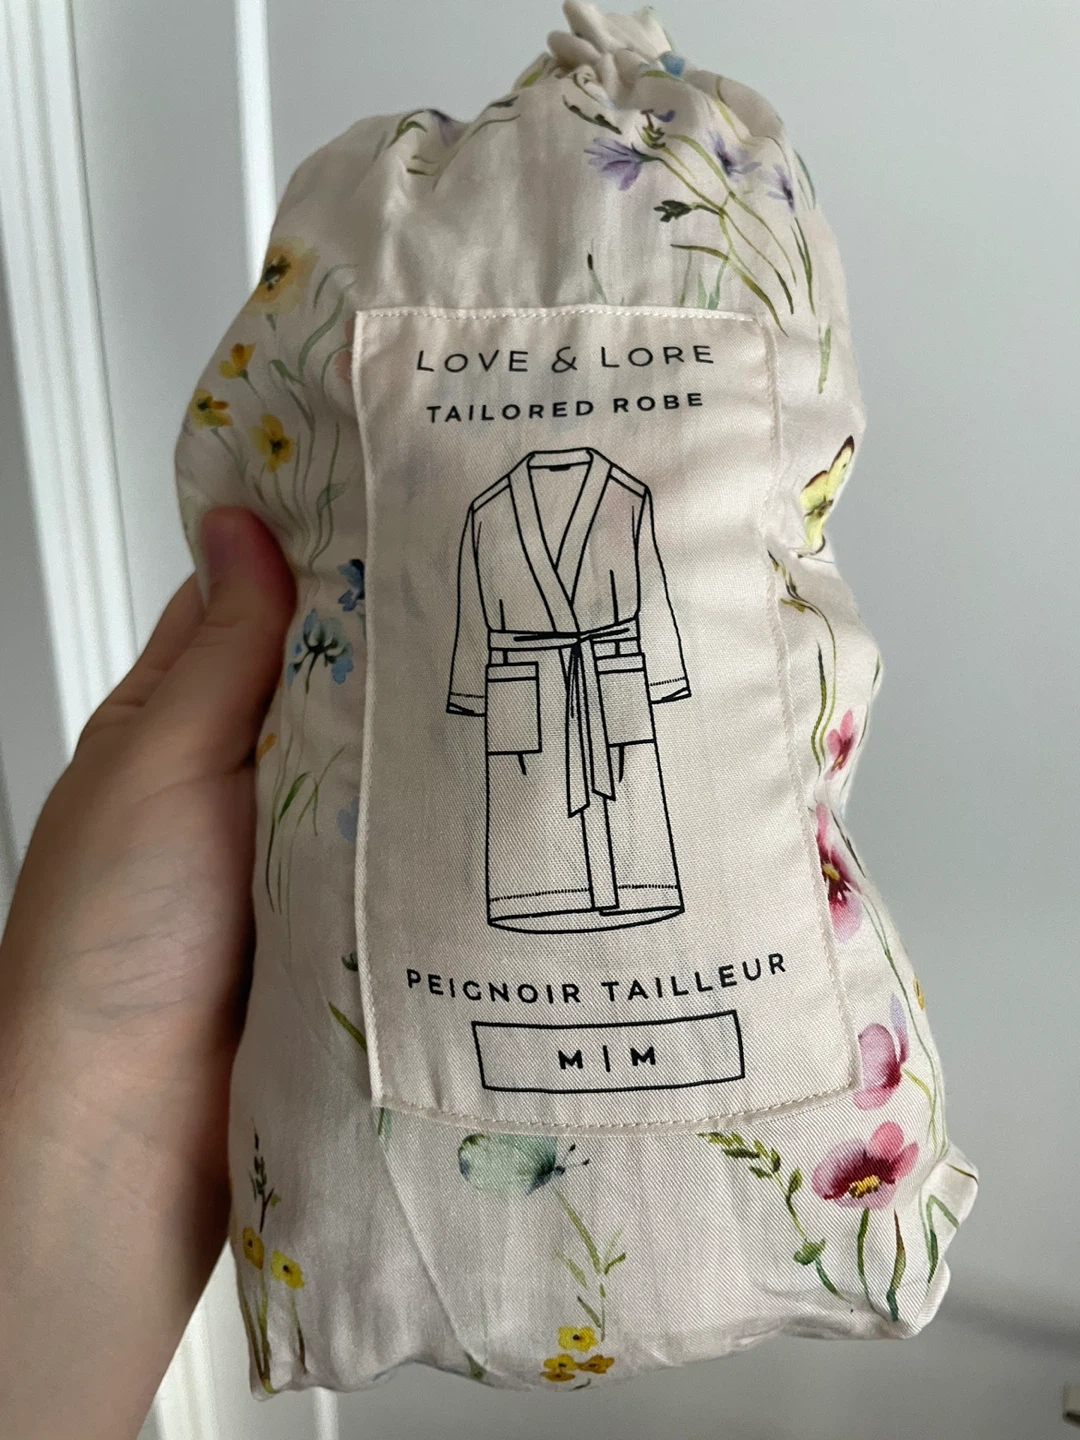 LOVE & LORE
TAILORED ROBE
PEIGNOIR TAILLEUR
M | M